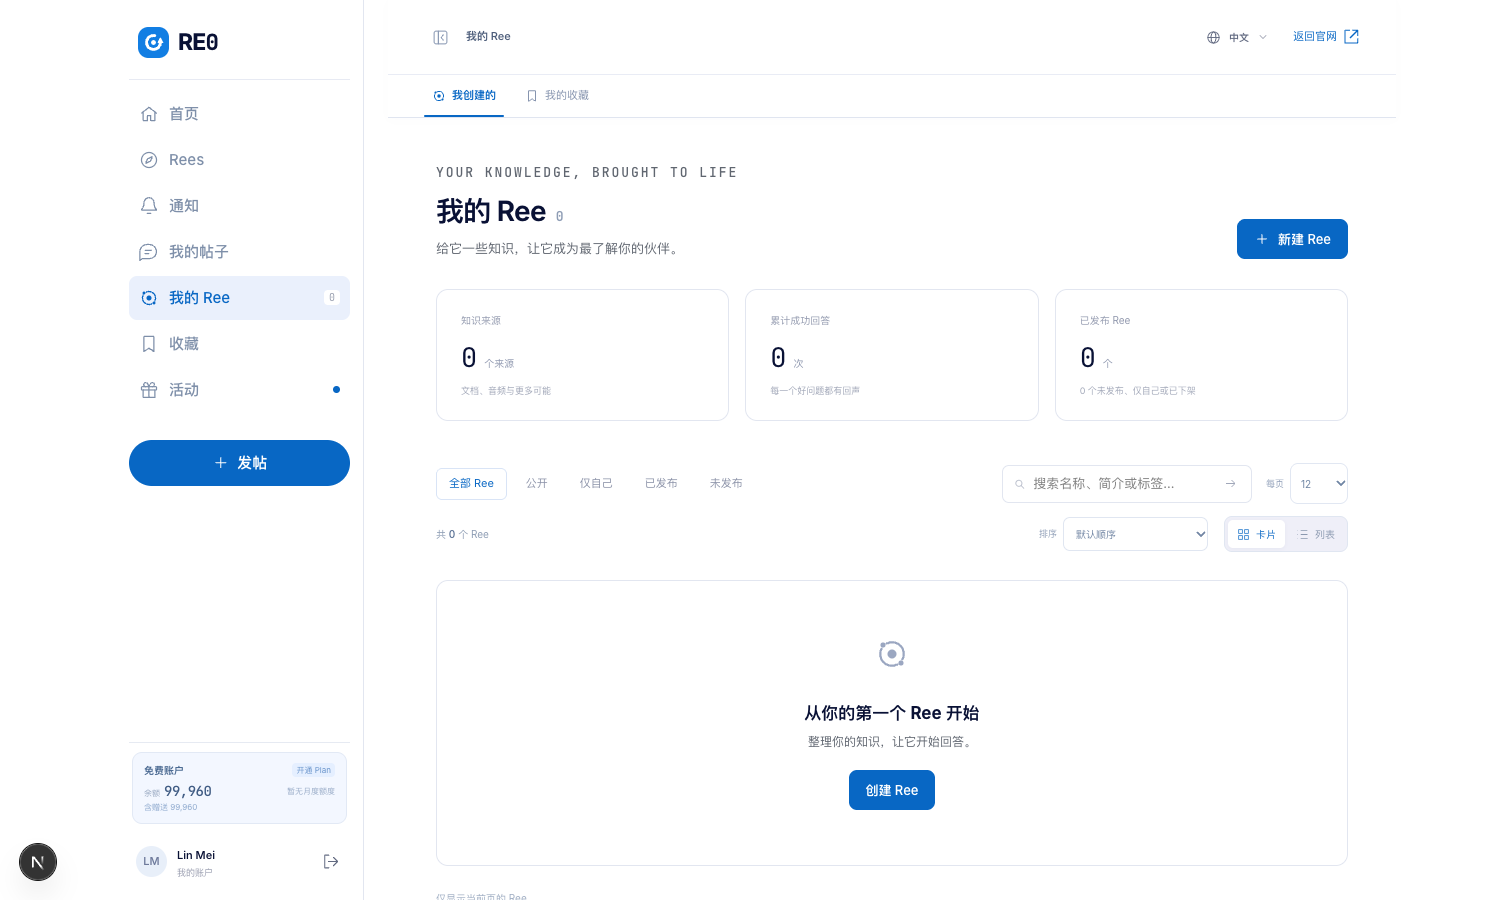 RE0
首页
Rees
通知
我的帖子
我的 Ree 0
收藏
活动
发帖
免费账户 开通 Plan
余额 99,960 暂无月度额度
含赠送 99,960
LM Lin Mei
我的账户
N
我的 Ree
中文
返回官网
我创建的 我的收藏
YOUR KNOWLEDGE, BROUGHT TO LIFE
我的 Ree 0
给它一些知识，让它成为最了解你的伙伴。
新建 Ree
知识来源
0 个来源
文档、音频与更多可能
累计成功回答
0 次
每一个好问题都有回声
已发布 Ree
0 个
0 个未发布、仅自己或已下架
全部 Ree 公开 仅自己 已发布 未发布
搜索名称、简介或标签... 每页 12
共 0 个 Ree
排序 默认顺序 卡片 列表
从你的第一个 Ree 开始
整理你的知识，让它开始回答。
创建 Ree
仅显示当前页的 Ree